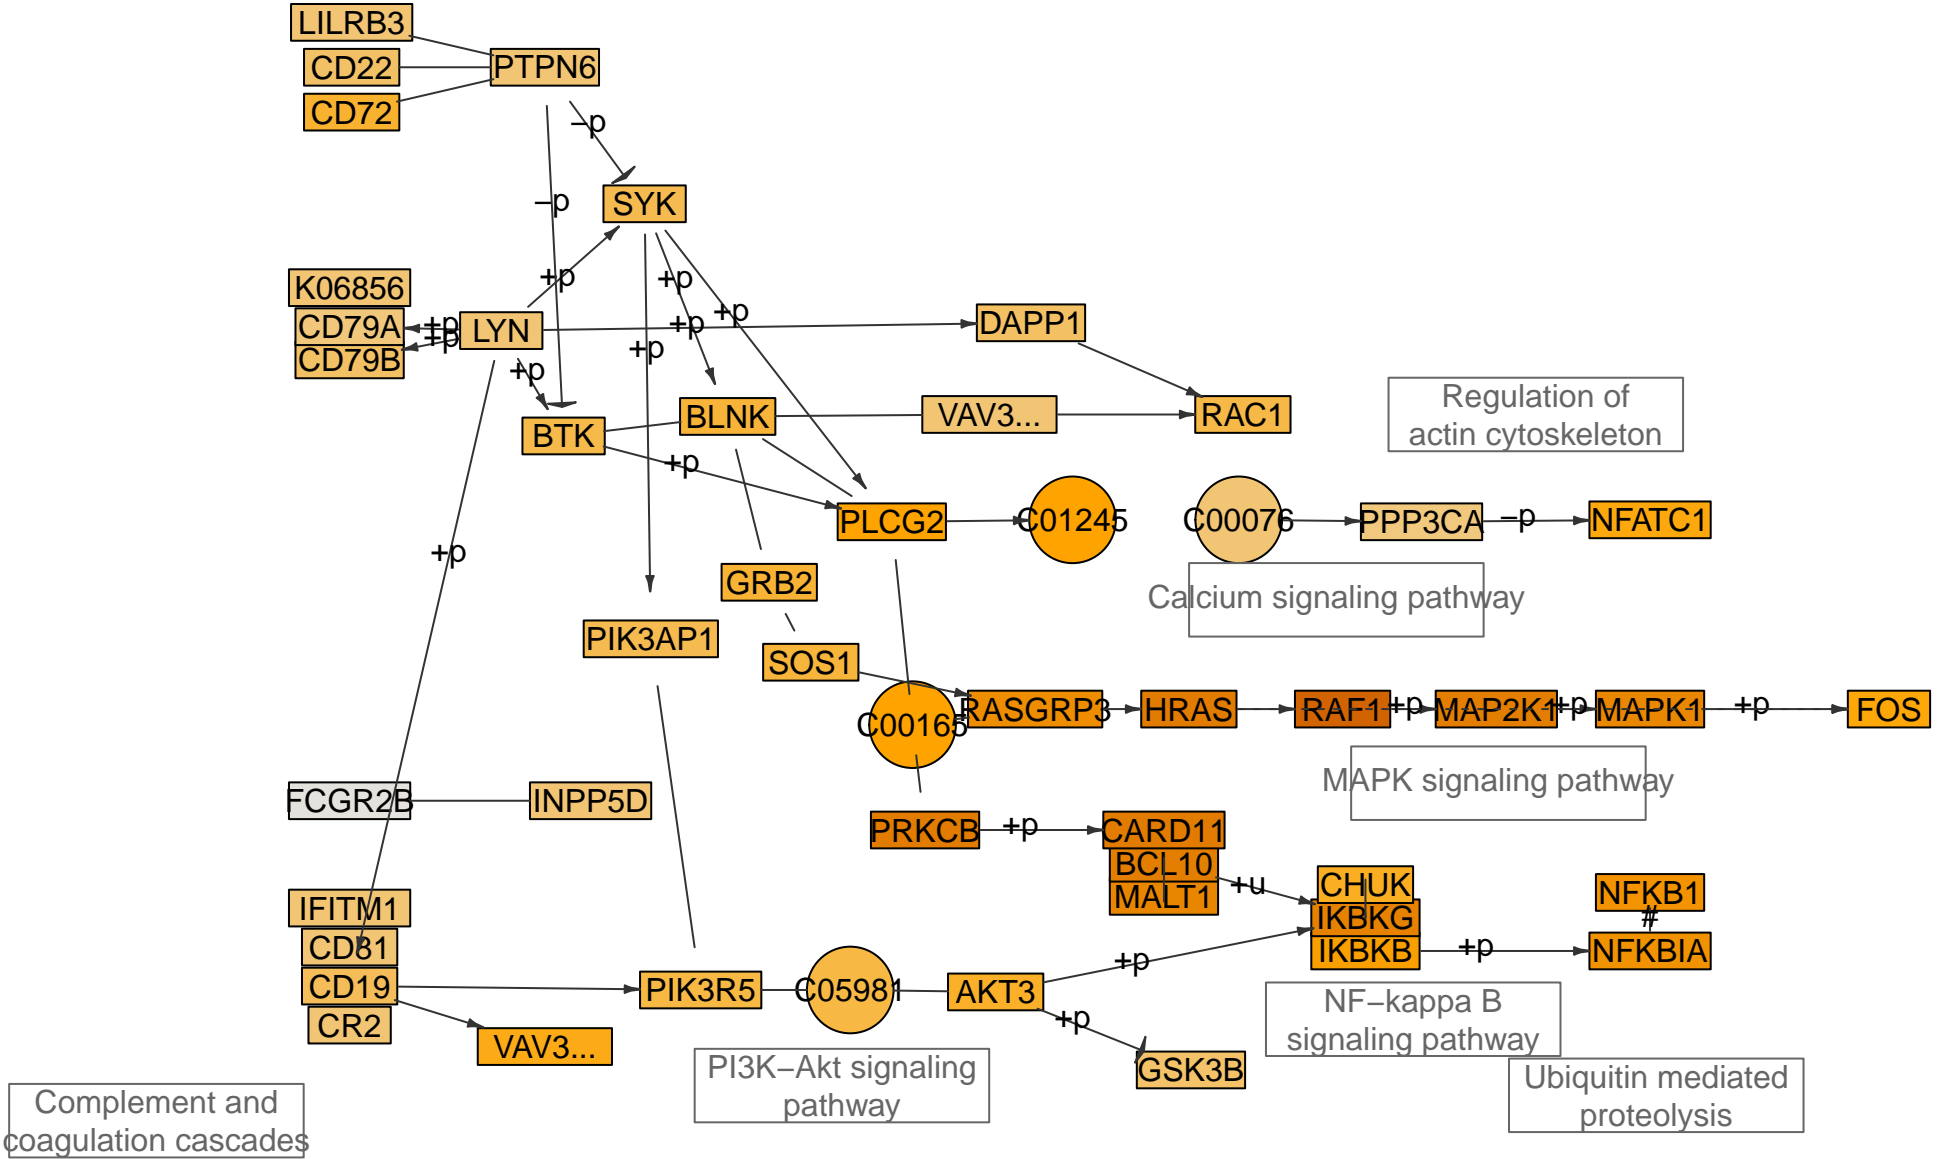 LILRB3
CD22
PTPN6
CD72
–p
SYK
–p
K06856
+p
+p
CD79A
+p
LYN
+p
+p
DAPP1
CD79B
+p
+p
+p
BTK
BLNK
VAV3...
RAC1
Regulation of
actin cytoskeleton
+p
PLCG2
C01245
C00076
PPP3CA
–p
NFATC1
+p
GRB2
Calcium signaling pathway
PIK3AP1
SOS1
C00165
RASGRP3
HRAS
RAF1
+p
MAP2K1
+p
MAPK1
+p
FOS
MAPK signaling pathway
FCGR2B
INPP5D
PRKCB
+p
CARD11
BCL10
MALT1
+u
CHUK
IKBKG
IKBKB
+p
NFKB1
#
NFKBIA
IFITM1
CD81
CD19
CR2
VAV3...
PIK3R5
C05981
AKT3
+p
+p
GSK3B
NF–kappa B
signaling pathway
PI3K–Akt signaling
pathway
Ubiquitin mediated
proteolysis
Complement and
coagulation cascades